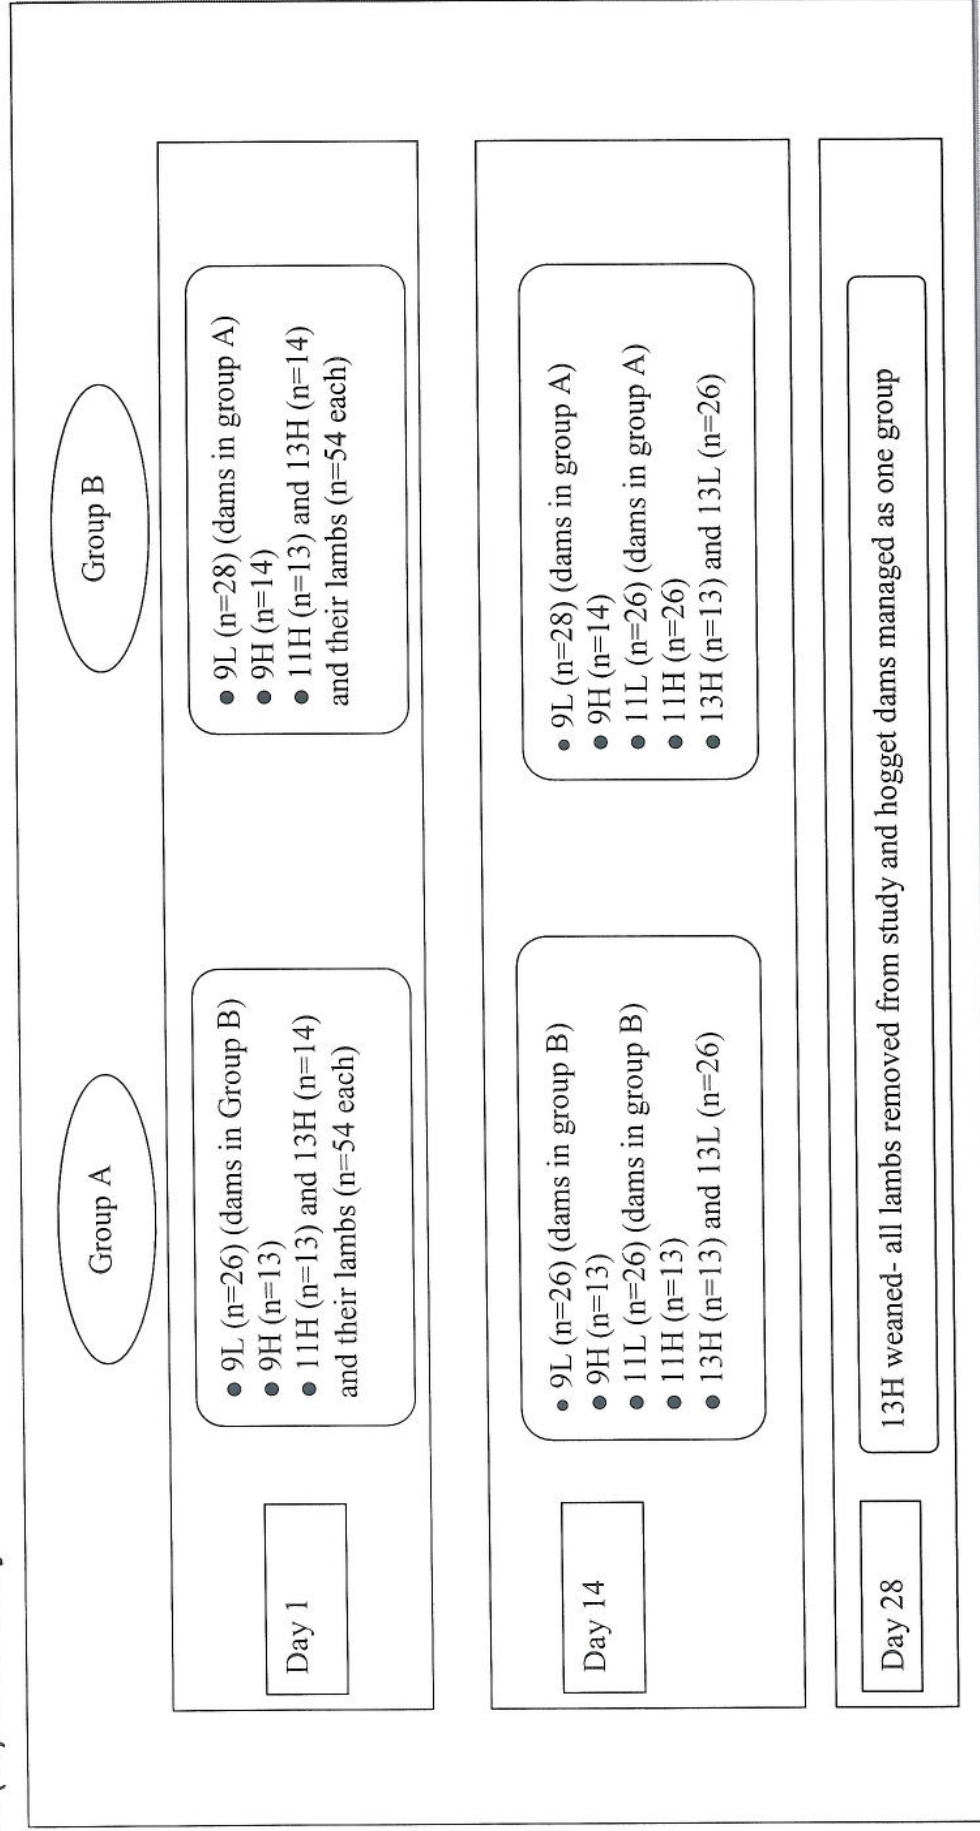 Group A
Group B
Day 1
● 9L (n=26) (dams in Group B)
● 9H (n=13)
● 11H (n=13) and 13H (n=14)
and their lambs (n=54 each)
● 9L (n=28) (dams in group A)
● 9H (n=14)
● 11H (n=13) and 13H (n=14)
and their lambs (n=54 each)
Day 14
● 9L (n=26) (dams in group B)
● 9H (n=13)
● 11L (n=26) (dams in group B)
● 11H (n=13)
● 13H (n=13) and 13L (n=26)
● 9L (n=28) (dams in group A)
● 9H (n=14)
● 11L (n=26) (dams in group A)
● 11H (n=26)
● 13H (n=13) and 13L (n=26)
Day 28
13H weaned- all lambs removed from study and hogget dams managed as one group